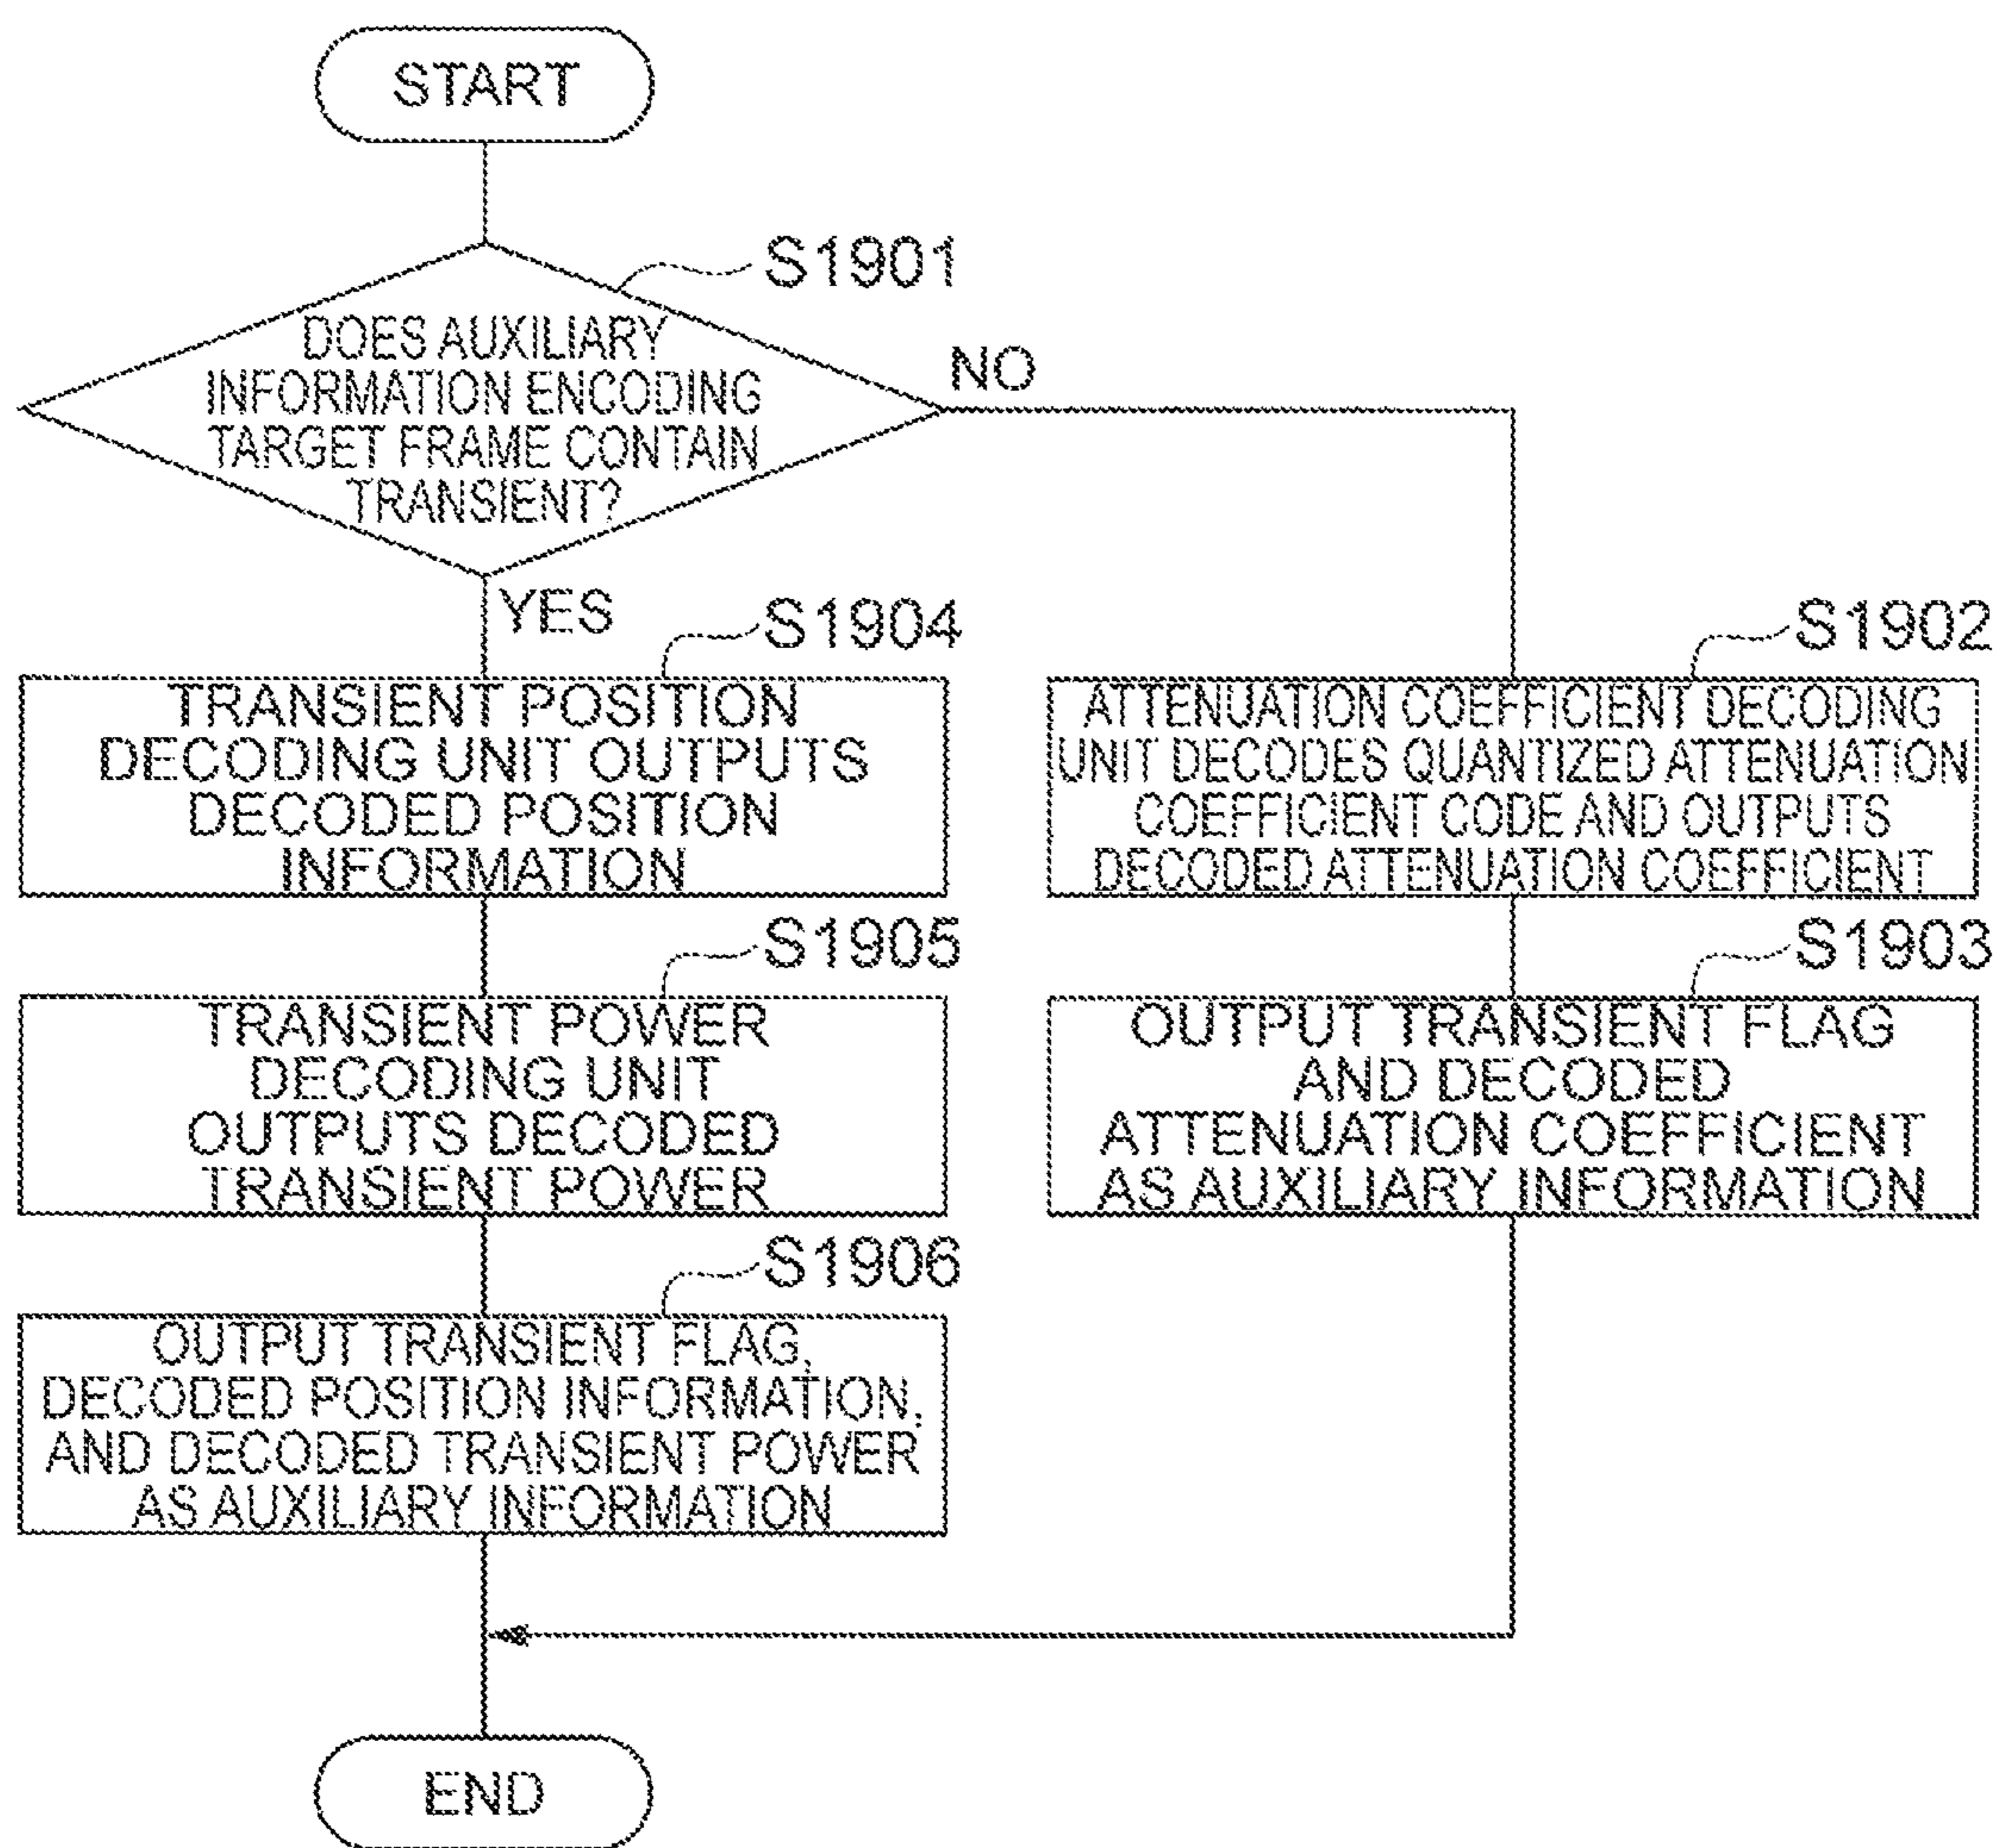 START
S1901
DOES AUXILIARY
INFORMATION ENCODING
TARGET FRAME CONTAIN
TRANSIENT?
NO
YES
S1904
TRANSIENT POSITION
DECODING UNIT OUTPUTS
DECODED POSITION
INFORMATION
S1902
ATTENUATION COEFFICIENT DECODING
UNIT DECODES QUANTIZED ATTENUATION
COEFFICIENT CODE AND OUTPUTS
DECODED ATTENUATION COEFFICIENT
S1905
TRANSIENT POWER
DECODING UNIT
OUTPUTS DECODED
TRANSIENT POWER
S1903
OUTPUT TRANSIENT FLAG
AND DECODED
ATTENUATION COEFFICIENT
AS AUXILIARY INFORMATION
S1906
OUTPUT TRANSIENT FLAG,
DECODED POSITION INFORMATION,
AND DECODED TRANSIENT POWER
AS AUXILIARY INFORMATION
END